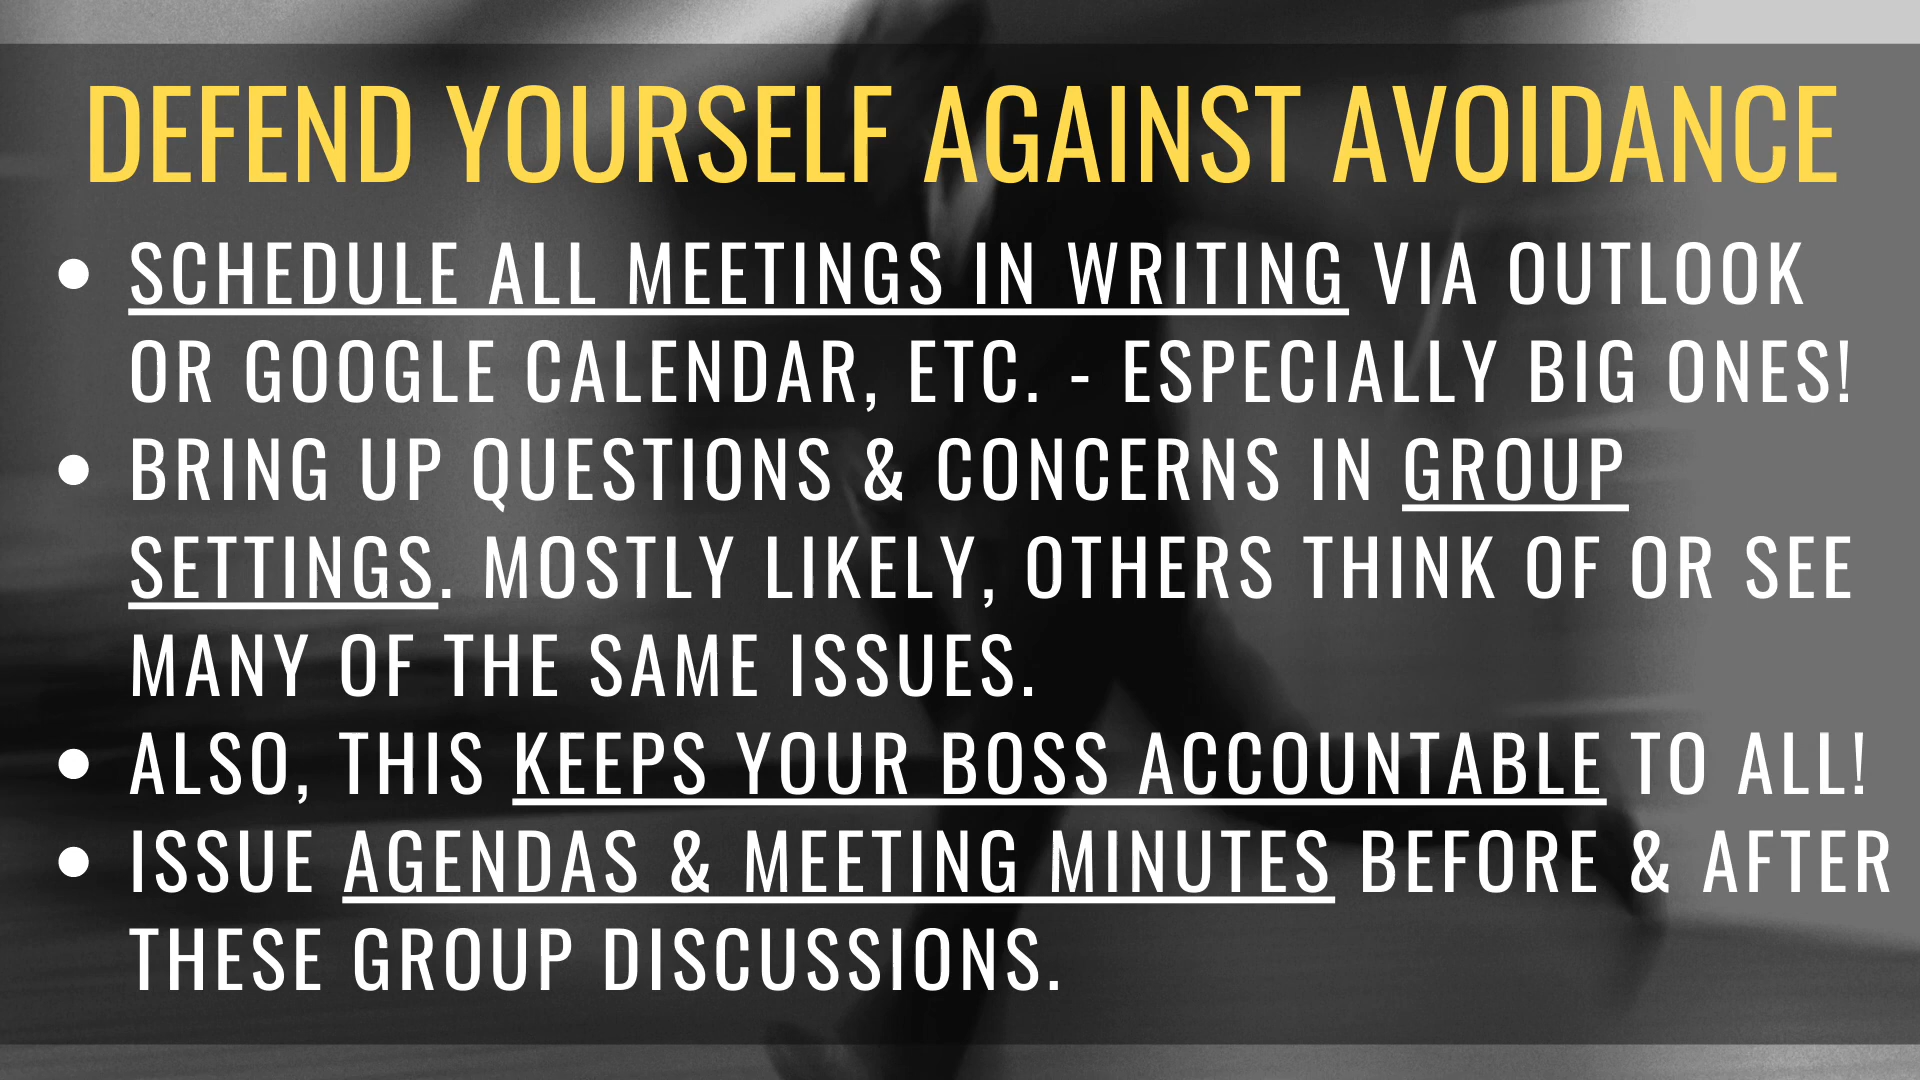 DEFEND YOURSELF AGAINST AVOIDANCE
• SCHEDULE ALL MEETINGS IN WRITING VIA OUTLOOK
OR GOOGLE CALENDAR, ETC. - ESPECIALLY BIG ONES!
• BRING UP QUESTIONS & CONCERNS IN GROUP
SETTINGS. MOSTLY LIKELY, OTHERS THINK OF OR SEE
MANY OF THE SAME ISSUES.
• ALSO, THIS KEEPS YOUR BOSS ACCOUNTABLE TO ALL!
• ISSUE AGENDAS & MEETING MINUTES BEFORE & AFTER
THESE GROUP DISCUSSIONS.